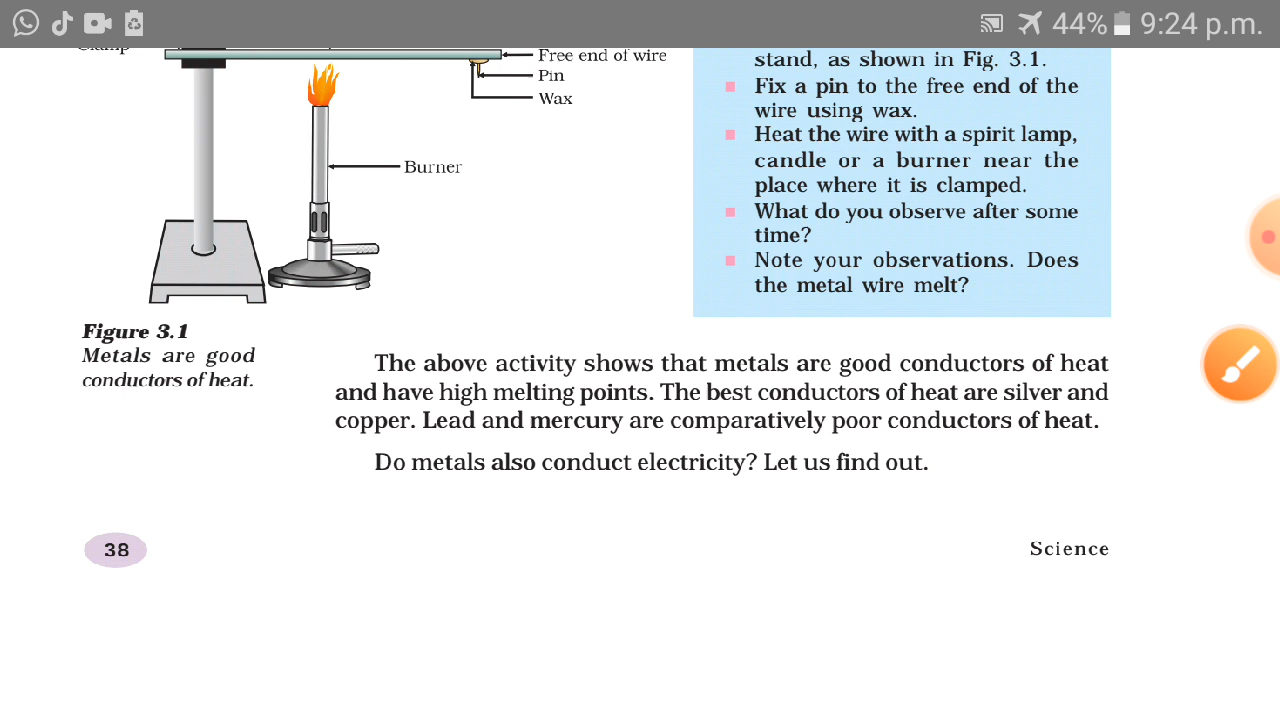 44% 9:24 p.m.
Clamp
Free end of wire
Pin
Wax
Burner
stand, as shown in Fig. 3.1.
Fix a pin to the free end of the
wire using wax.
Heat the wire with a spirit lamp,
candle or a burner near the
place where it is clamped.
What do you observe after some
time?
Note your observations. Does
the metal wire melt?
Figure 3.1
Metals are good
conductors of heat.
The above activity shows that metals are good conductors of heat
and have high melting points. The best conductors of heat are silver and
copper. Lead and mercury are comparatively poor conductors of heat.
Do metals also conduct electricity? Let us find out.
38
Science